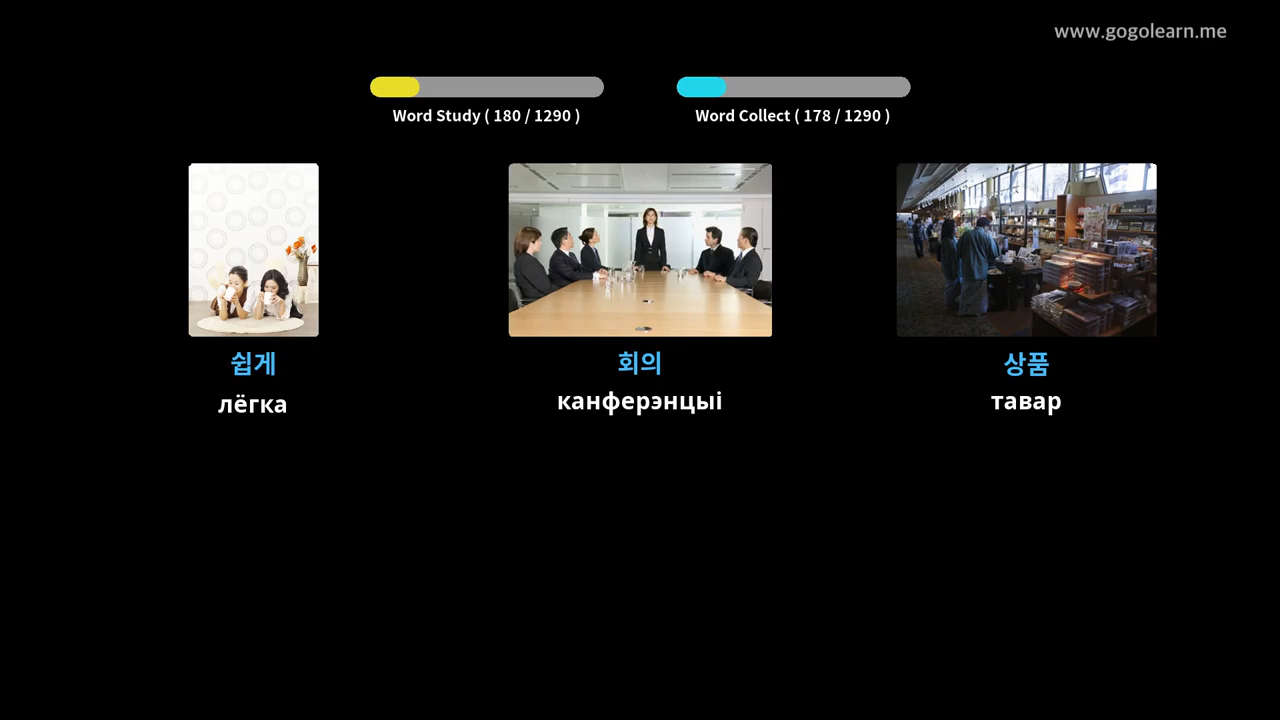 www.gogolearn.me
Word Study ( 180 / 1290 )
Word Collect ( 178 / 1290 )
쉽게
회의
상품
лёгка
канферэнцыі
тавар